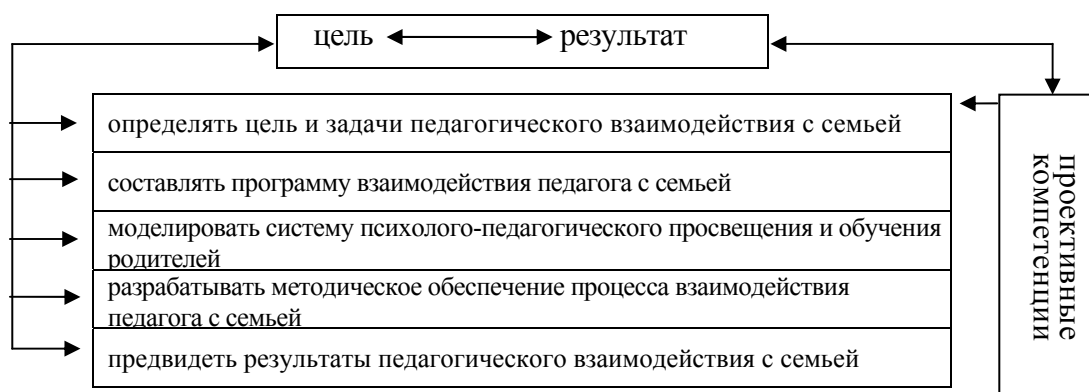 цель результат
определять цель и задачи педагогического взаимодействия с семьей
составлять программу взаимодействия педагога с семьей
моделировать систему психолого-педагогического просвещения и обучения
родителей
разрабатывать методическое обеспечение процесса взаимодействия
педагога с семьей
предвидеть результаты педагогического взаимодействия с семьей
проективные
компетенции